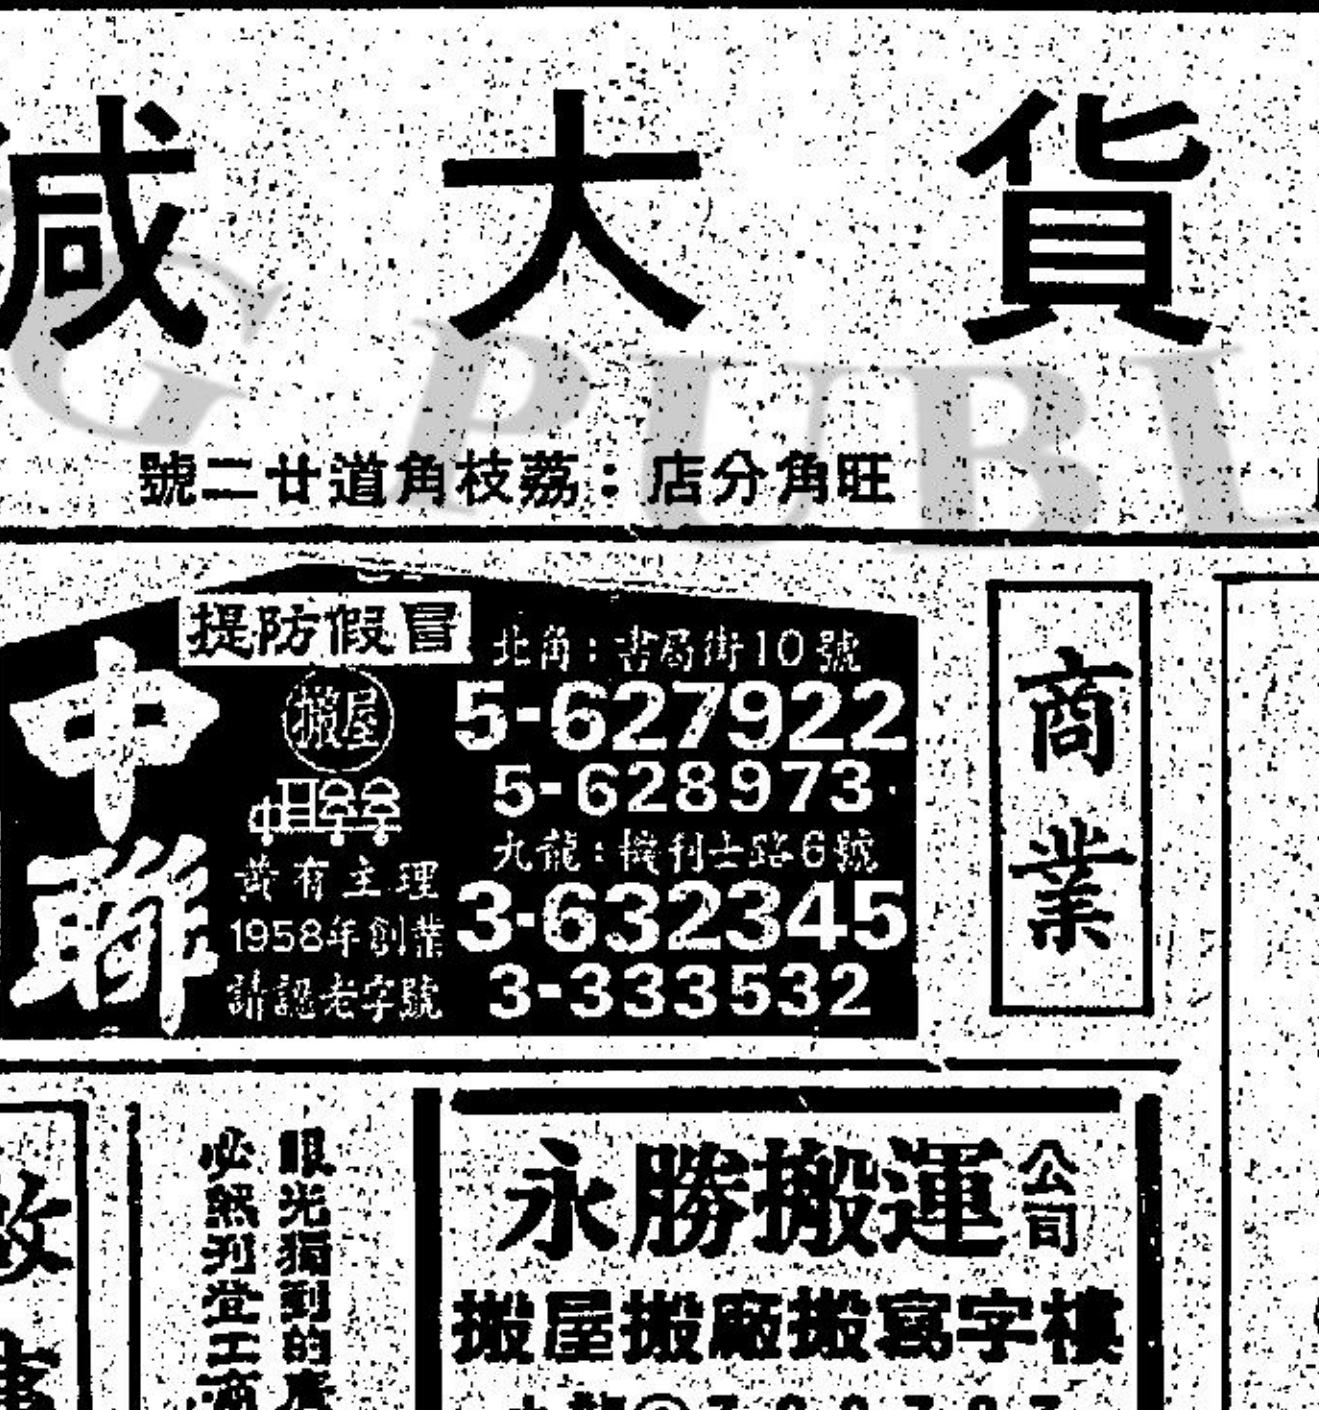 貨大減
旺角分店：荔枝角道廿二號
提防假冒
中聯
搬屋
黃有主理
1958年創業
請認老字號
北角：書局街10號
5-627922
5-628973
九龍：機利士路6號
3-632345
3-333532
商業
眼光獨到的
必然刊登工商
永勝搬運公司
搬屋搬廠搬寫字樓
PUBL